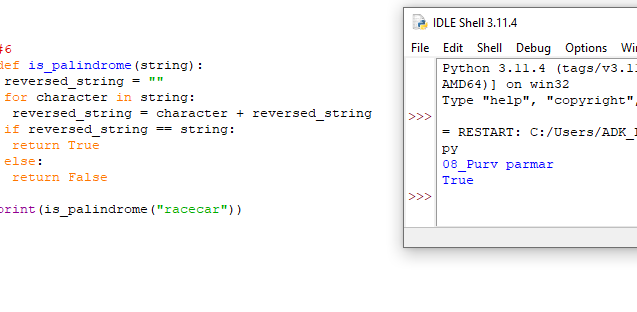 #6
def is_palindrome(string):
reversed_string = ""
for character in string:
reversed_string = character + reversed_string
if reversed_string == string:
return True
else:
return False
print(is_palindrome("racecar"))
IDLE Shell 3.11.4
File Edit Shell Debug Options
Python 3.11.4 (tags/v3.11
AMD64)] on win32
Type "help", "copyright",
>>>
= RESTART: C:/Users/ADK_
py
08_Purv parmar
True
>>>